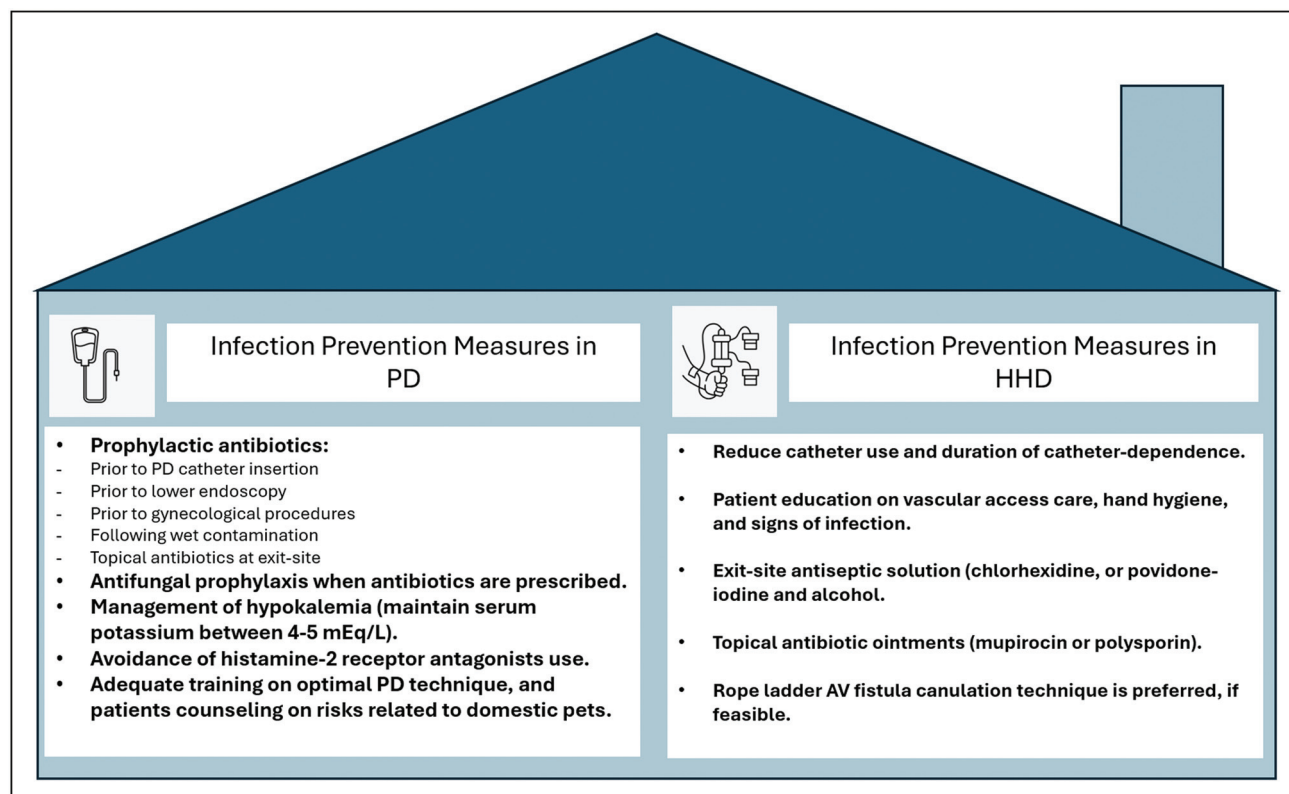 Infection Prevention Measures in
PD
• Prophylactic antibiotics:
- Prior to PD catheter insertion
- Prior to lower endoscopy
- Prior to gynecological procedures
- Following wet contamination
- Topical antibiotics at exit-site
• Antifungal prophylaxis when antibiotics are prescribed.
• Management of hypokalemia (maintain serum
potassium between 4-5 mEq/L).
• Avoidance of histamine-2 receptor antagonists use.
• Adequate training on optimal PD technique, and
patients counseling on risks related to domestic pets.
Infection Prevention Measures in
HHD
• Reduce catheter use and duration of catheter-dependence.
• Patient education on vascular access care, hand hygiene,
and signs of infection.
• Exit-site antiseptic solution (chlorhexidine, or povidone-
iodine and alcohol.
• Topical antibiotic ointments (mupirocin or polysporin).
• Rope ladder AV fistula canulation technique is preferred, if
feasible.